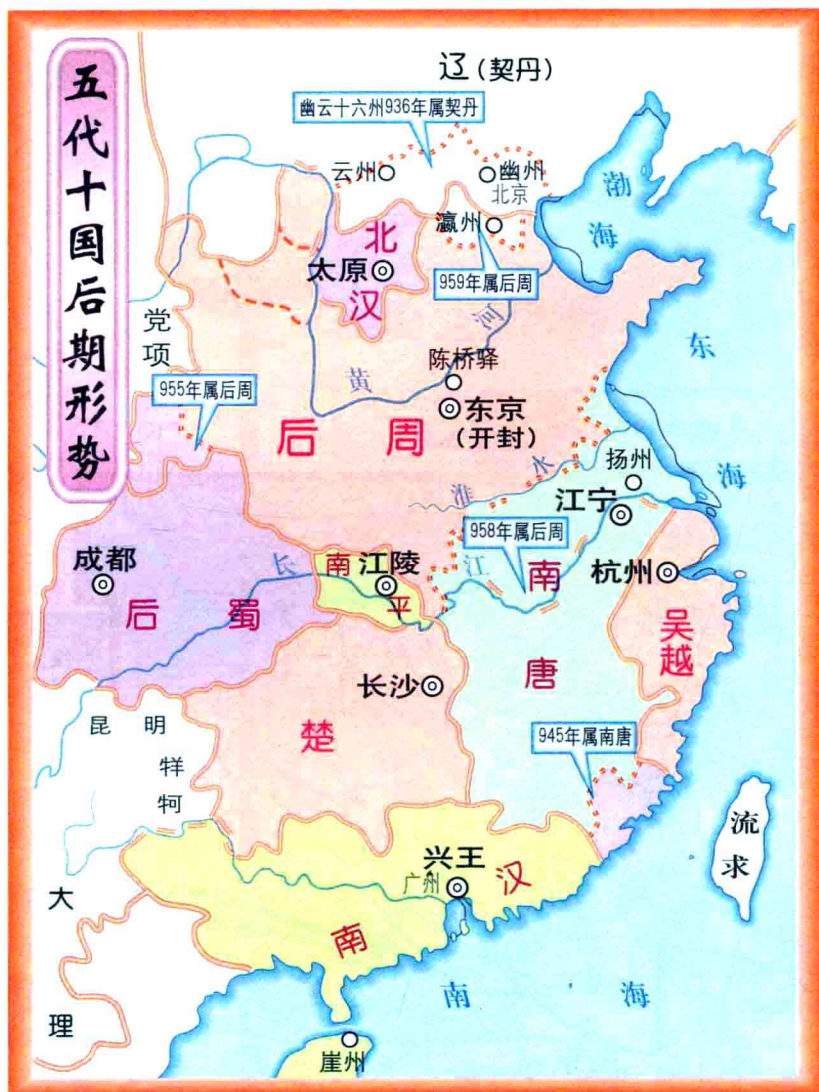 五代十国后期形势
辽(契丹)
幽云十六州936年属契丹
云州
幽州
北京
瀛州
渤海
北汉
太原
959年属后周
党项
黄河
陈桥驿
东京
(开封)
东海
955年属后周
后周
淮水
扬州
江宁
958年属后周
成都
后蜀
长江
南平
江陵
南唐
杭州
吴越
长沙
楚
945年属南唐
昆明
牂牁
流求
兴王
广州
南汉
大理
南海
崖州